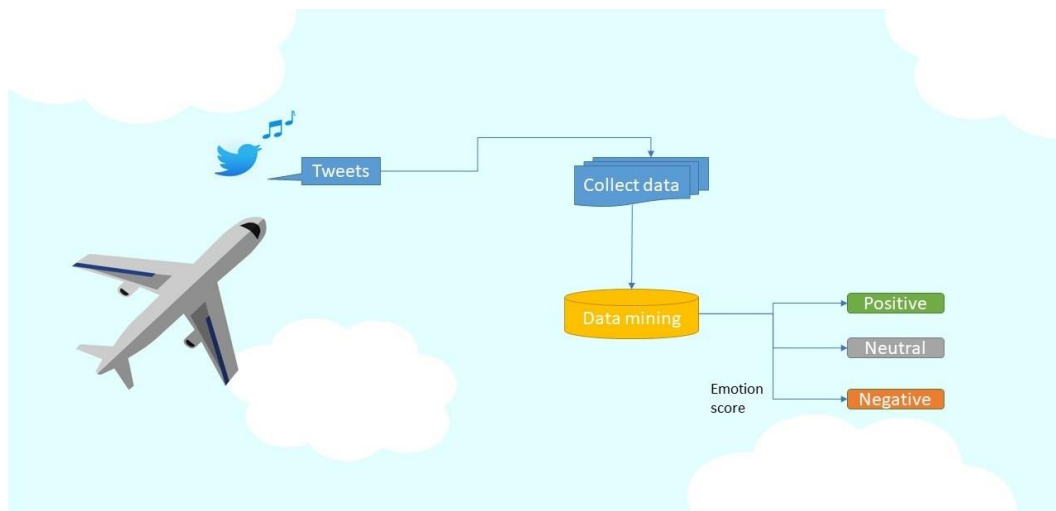 Tweets
Collect data
Data mining
Positive
Neutral
Negative
Emotion
score